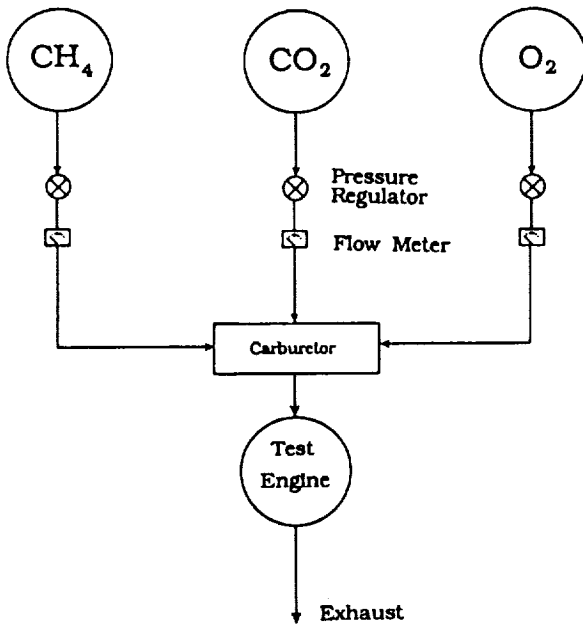 CH₄
CO₂
O₂
Pressure
Regulator
Flow Meter
Carburetor
Test
Engine
Exhaust